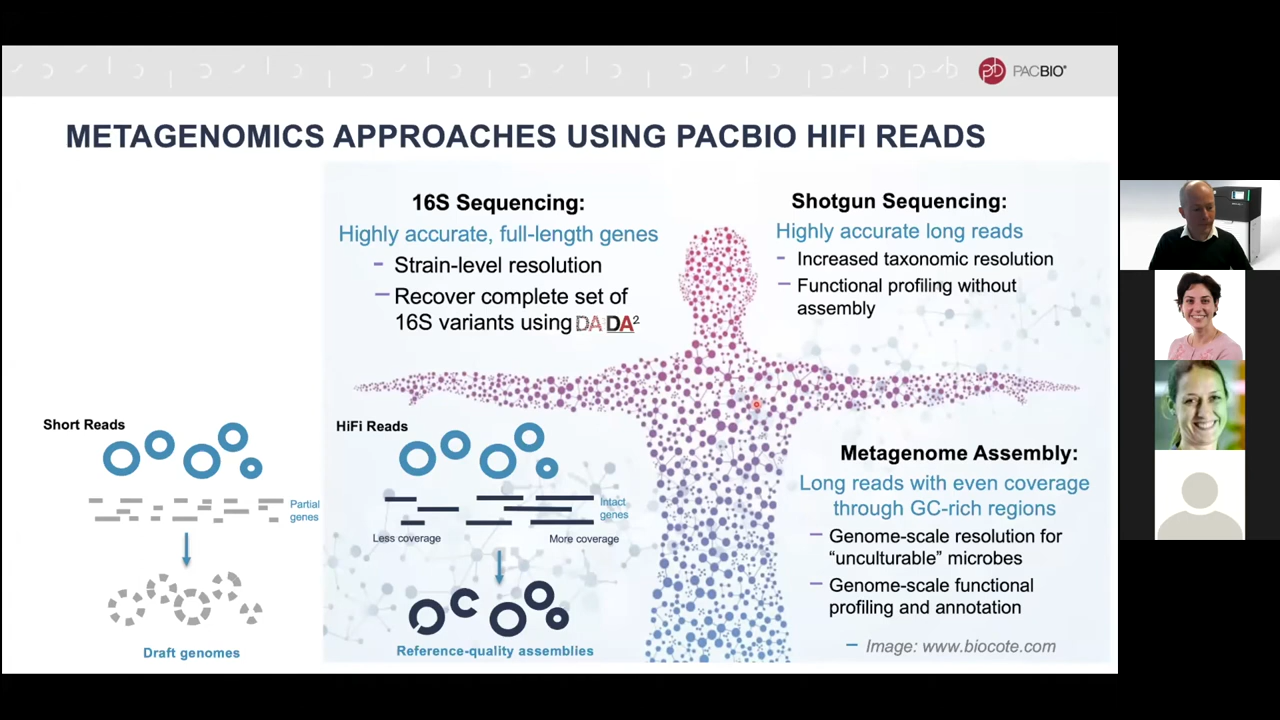 PACBIO®
METAGENOMICS APPROACHES USING PACBIO HIFI READS
16S Sequencing:
Highly accurate, full-length genes
- Strain-level resolution
– Recover complete set of
16S variants using DADA2
Shotgun Sequencing:
Highly accurate long reads
- Increased taxonomic resolution
– Functional profiling without
assembly
Short Reads
Partial
genes
Draft genomes
HiFi Reads
Intact
genes
Less coverage
More coverage
Reference-quality assemblies
Metagenome Assembly:
Long reads with even coverage
through GC-rich regions
– Genome-scale resolution for
“unculturable” microbes
– Genome-scale functional
profiling and annotation
– Image: www.biocote.com